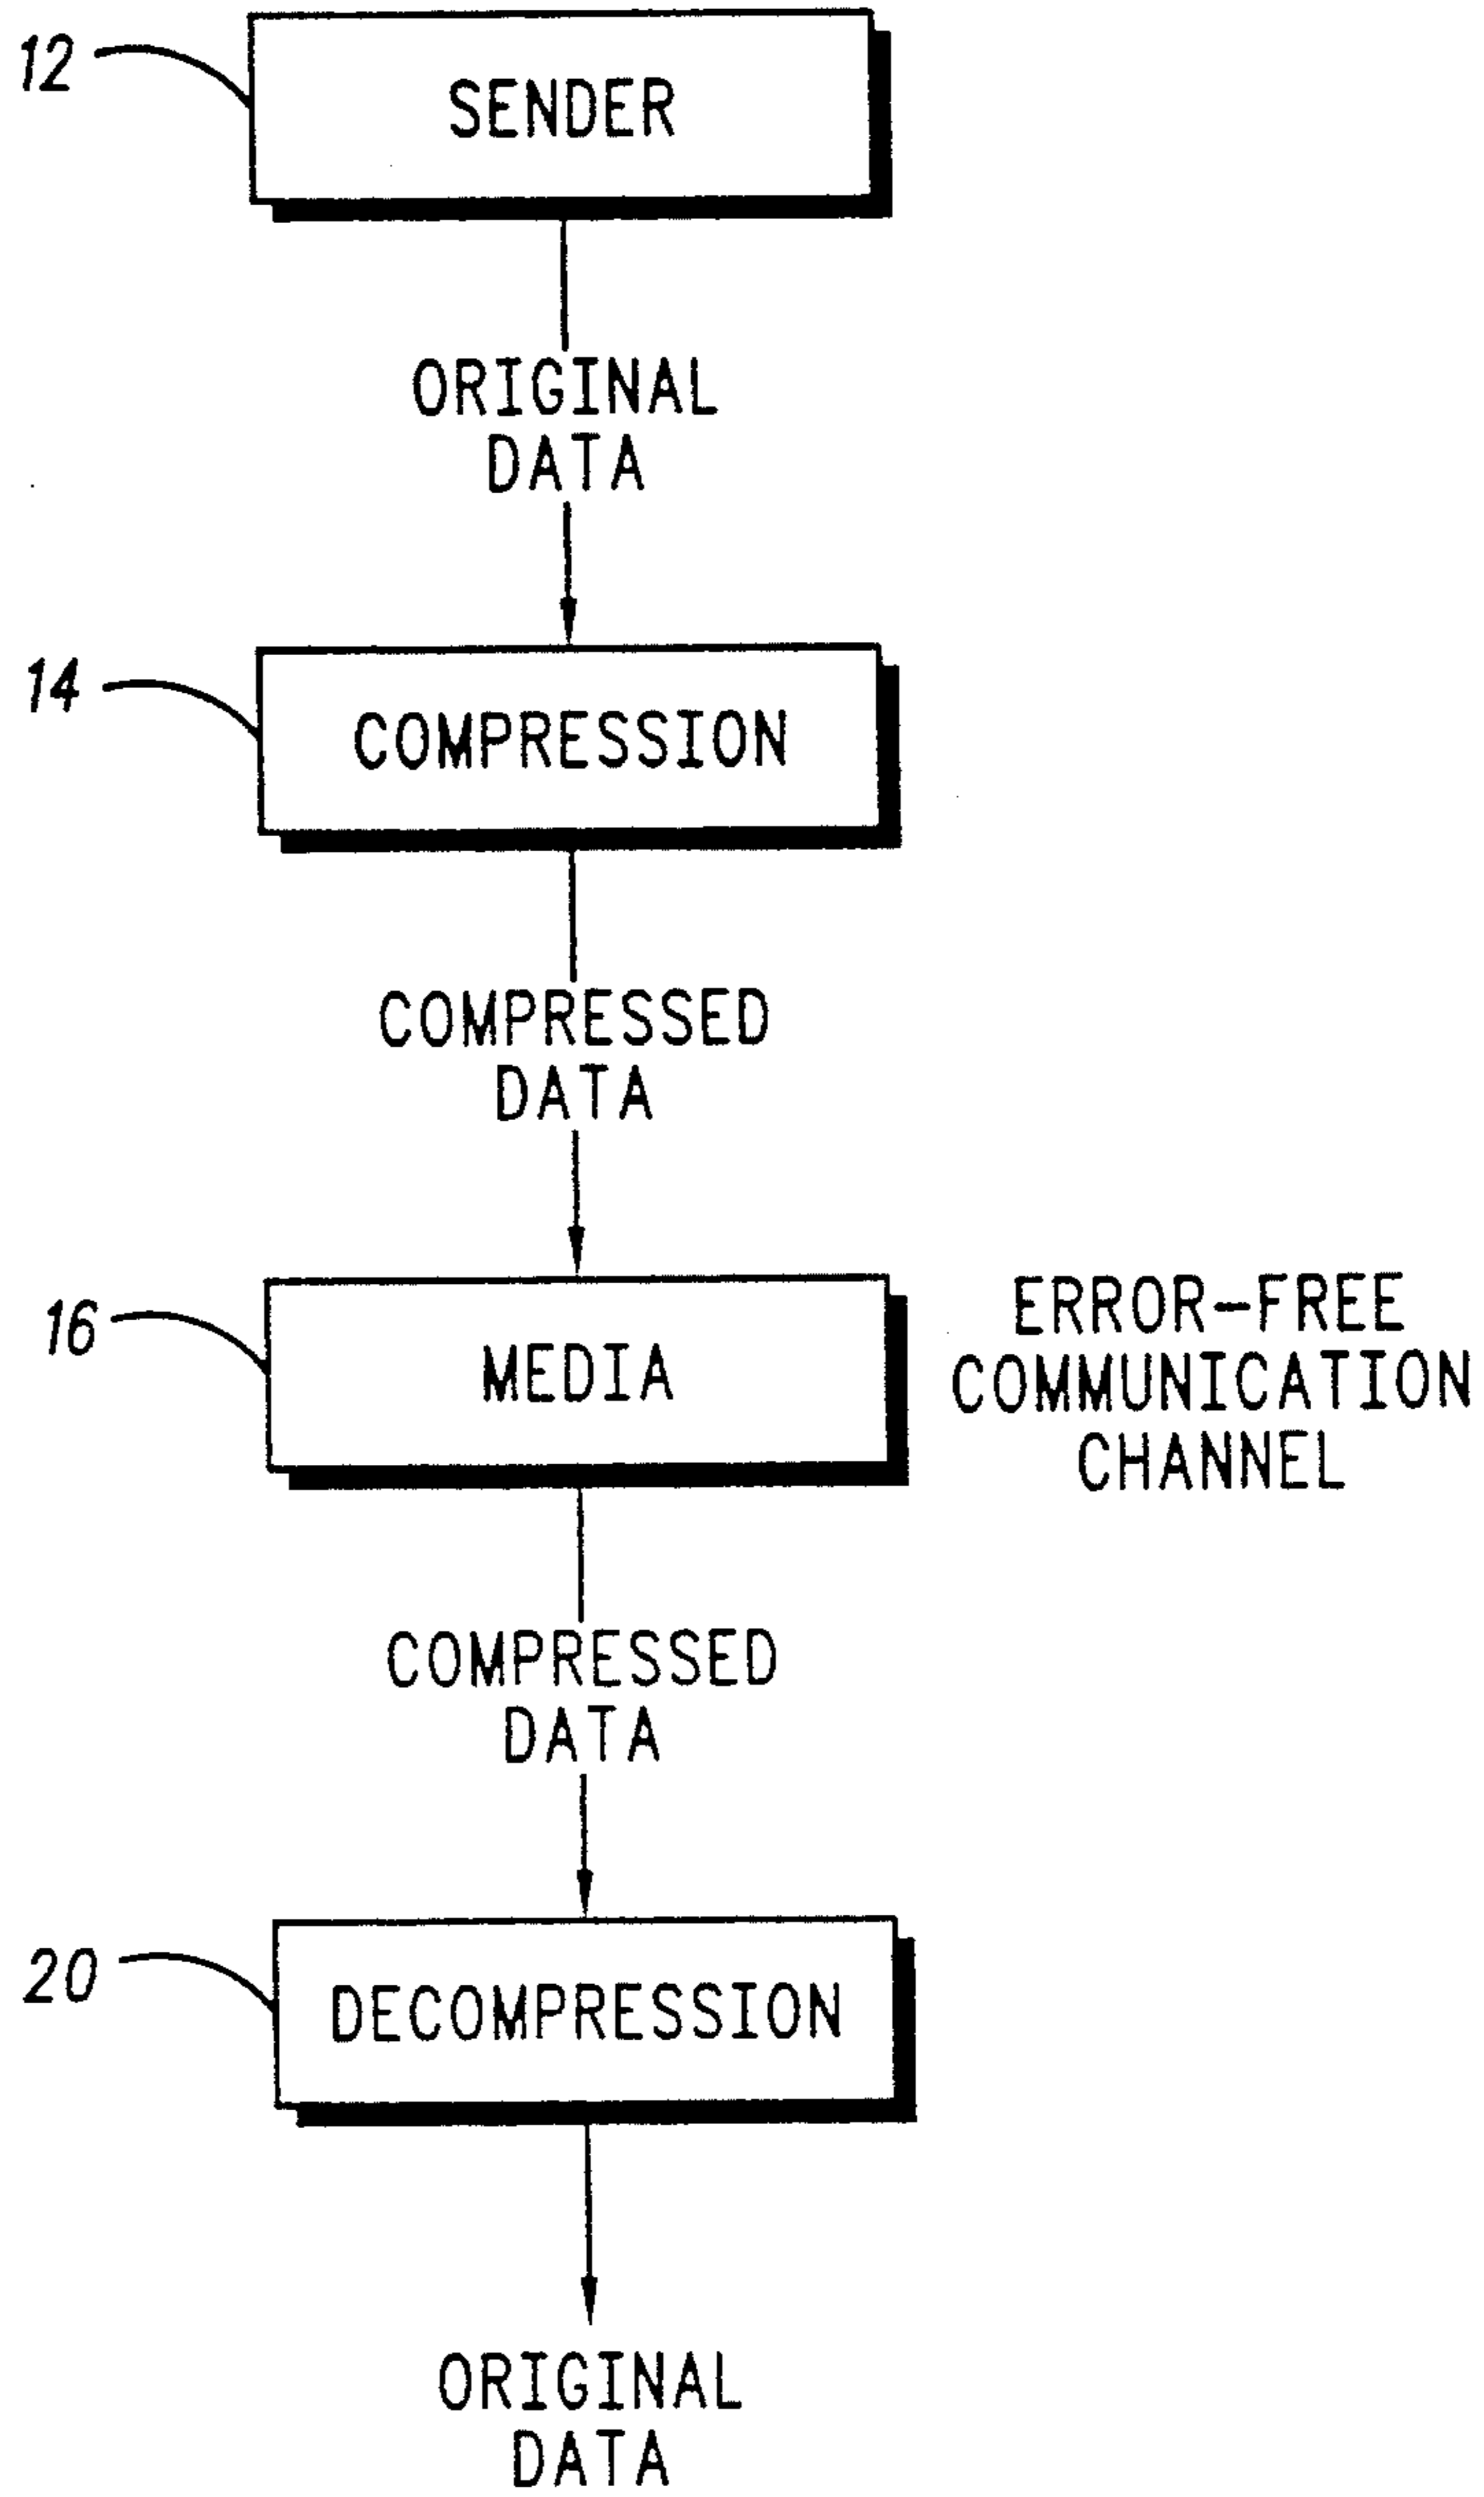 12
SENDER
ORIGINAL
DATA
14
COMPRESSION
COMPRESSED
DATA
16
MEDIA
ERROR-FREE
COMMUNICATION
CHANNEL
COMPRESSED
DATA
20
DECOMPRESSION
ORIGINAL
DATA